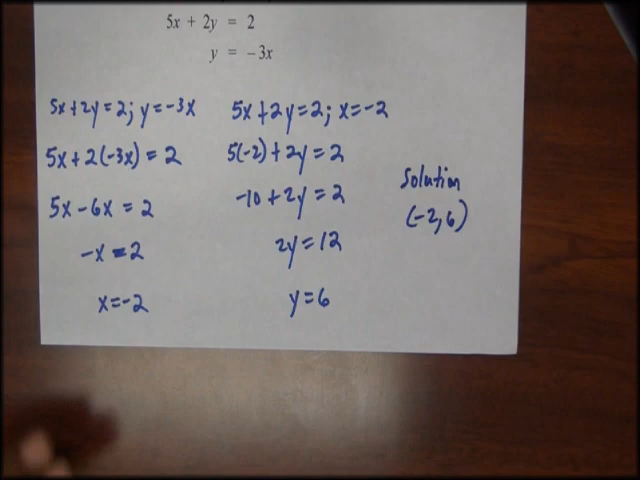 5x + 2y = 2
y = -3x
5x+2y=2; y=-3x
5x+2(-3x)=2
5x-6x=2
-x=2
x=-2
5x+2y=2; x=-2
5(-2)+2y=2
-10+2y=2
2y=12
y=6
Solution
(-2,6)